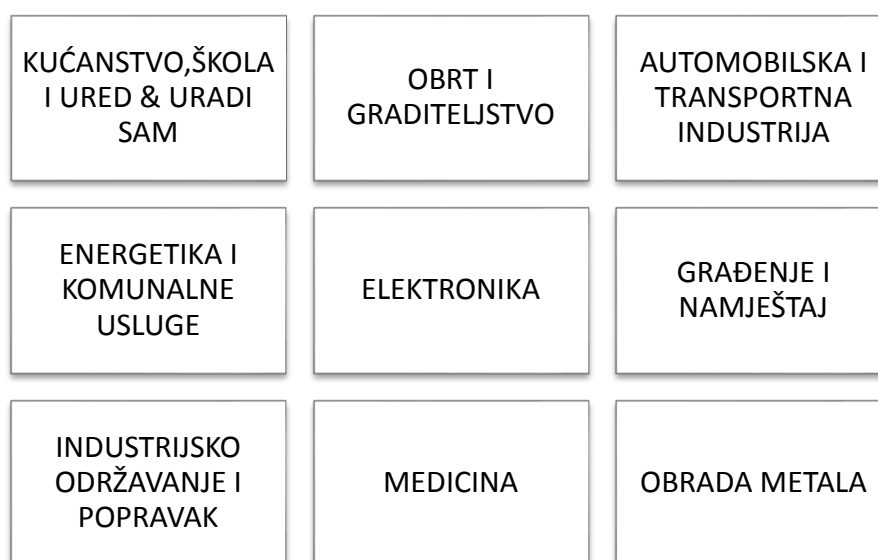 KUĆANSTVO,ŠKOLA
I URED & URADI
SAM
OBRT I
GRADITELJSTVO
AUTOMOBILSKA I
TRANSPORTNA
INDUSTRIJA
ENERGETIKA I
KOMUNALNE
USLUGE
ELEKTRONIKA
GRAĐENJE I
NAMJEŠTAJ
INDUSTRIJSKO
ODRŽAVANJE I
POPRAVAK
MEDICINA
OBRADA METALA